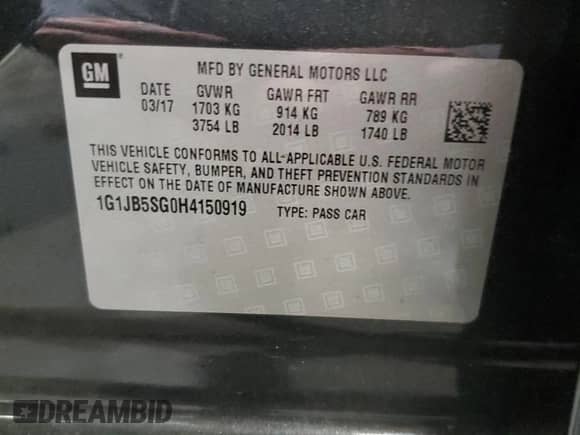 GM
MFD BY GENERAL MOTORS LLC
DATE GVWR GAWR FRT GAWR RR
03/17 1703 KG 914 KG 789 KG
3754 LB 2014 LB 1740 LB
THIS VEHICLE CONFORMS TO ALL-APPLICABLE U.S. FEDERAL MOTOR
VEHICLE SAFETY, BUMPER, AND THEFT PREVENTION STANDARDS IN
EFFECT ON THE DATE OF MANUFACTURE SHOWN ABOVE.
1G1JB5SG0H4150919 TYPE: PASS CAR
DREAMBID